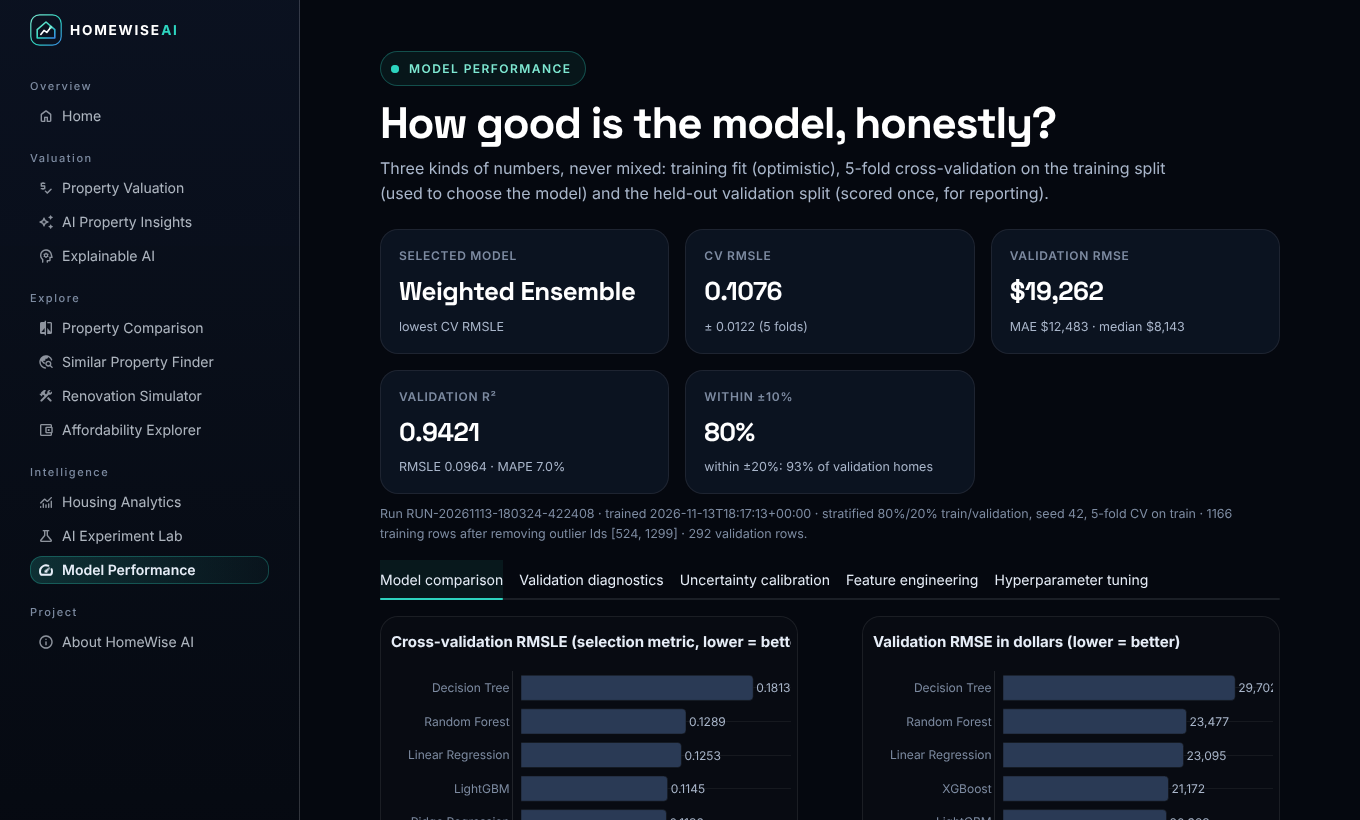 HOMEWISEAI
Overview
Home
Valuation
Property Valuation
AI Property Insights
Explainable AI
Explore
Property Comparison
Similar Property Finder
Renovation Simulator
Affordability Explorer
Intelligence
Housing Analytics
AI Experiment Lab
Model Performance
Project
About HomeWise AI
MODEL PERFORMANCE
How good is the model, honestly?
Three kinds of numbers, never mixed: training fit (optimistic), 5-fold cross-validation on the training split
(used to choose the model) and the held-out validation split (scored once, for reporting).
SELECTED MODEL
Weighted Ensemble
lowest CV RMSLE
CV RMSLE
0.1076
± 0.0122 (5 folds)
VALIDATION RMSE
$19,262
MAE $12,483 · median $8,143
VALIDATION R²
0.9421
RMSLE 0.0964 · MAPE 7.0%
WITHIN ±10%
80%
within ±20%: 93% of validation homes
Run RUN-20261113-180324-422408 · trained 2026-11-13T18:17:13+00:00 · stratified 80%/20% train/validation, seed 42, 5-fold CV on train · 1166
training rows after removing outlier Ids [524, 1299] · 292 validation rows.
Model comparison
Validation diagnostics
Uncertainty calibration
Feature engineering
Hyperparameter tuning
Cross-validation RMSLE (selection metric, lower = bett
Decision Tree 0.1813
Random Forest 0.1289
Linear Regression 0.1253
LightGBM 0.1145
Validation RMSE in dollars (lower = better)
Decision Tree 29,702
Random Forest 23,477
Linear Regression 23,095
XGBoost 21,172
LightGBM